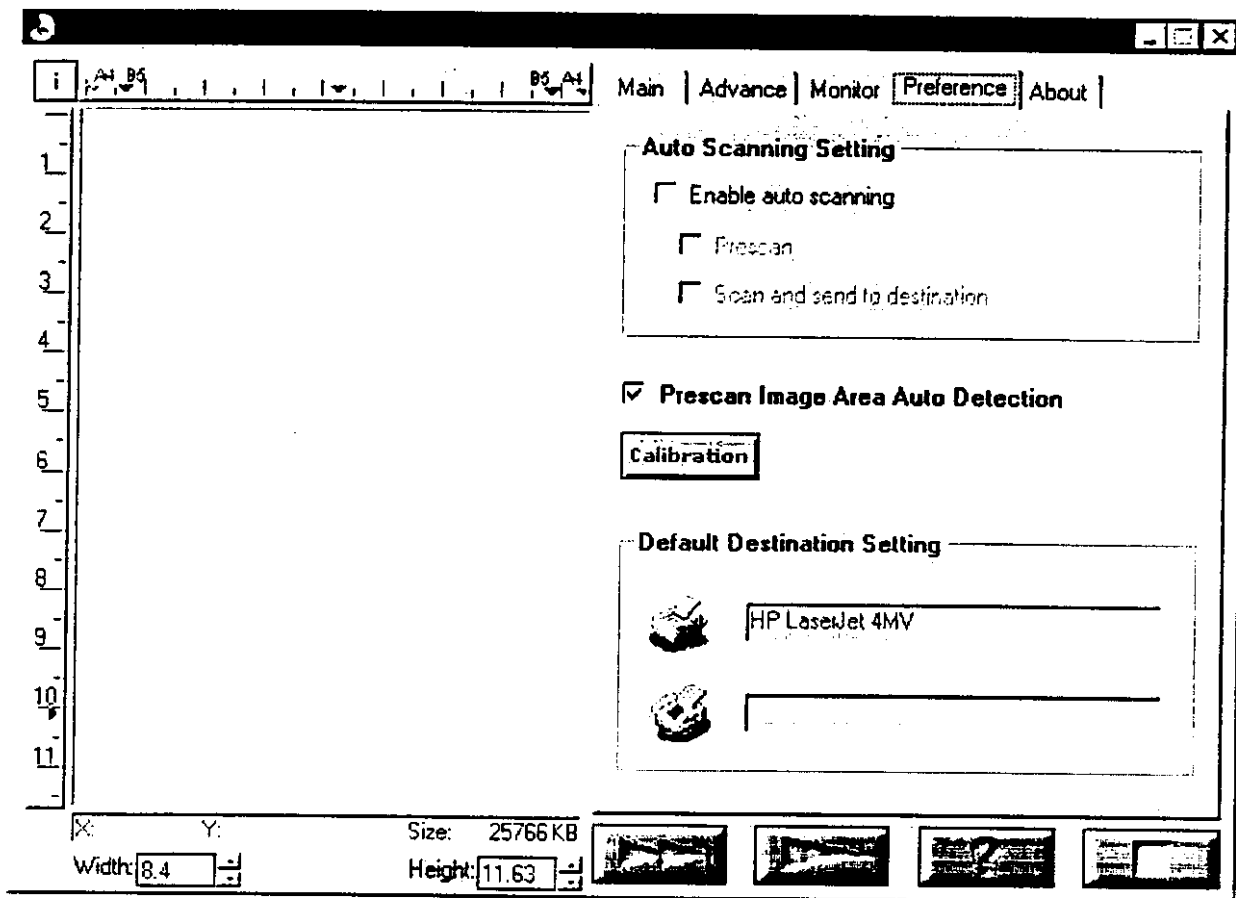 i
A4 B5 B5 A4
Main Advance Monitor Preference About
Auto Scanning Setting
Enable auto scanning
Prescan
Scan and send to destination
Prescan Image Area Auto Detection
Calibration
Default Destination Setting
HP LaserJet 4MV
1
2
3
4
5
6
7
8
9
10
11
X: Y: Size: 25766 KB
Width: 8.4 Height: 11.63
?